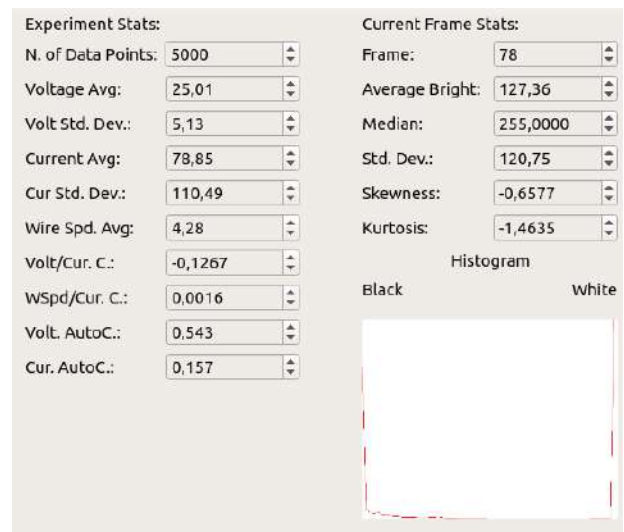 Experiment Stats:
N. of Data Points: 5000
Voltage Avg: 25,01
Volt Std. Dev.: 5,13
Current Avg: 78,85
Cur Std. Dev.: 110,49
Wire Spd. Avg: 4,28
Volt/Cur. C.: -0,1267
WSpd/Cur. C.: 0,0016
Volt. AutoC.: 0,543
Cur. AutoC.: 0,157
Current Frame Stats:
Frame: 78
Average Bright: 127,36
Median: 255,0000
Std. Dev.: 120,75
Skewness: -0,6577
Kurtosis: -1,4635
Histogram
Black White